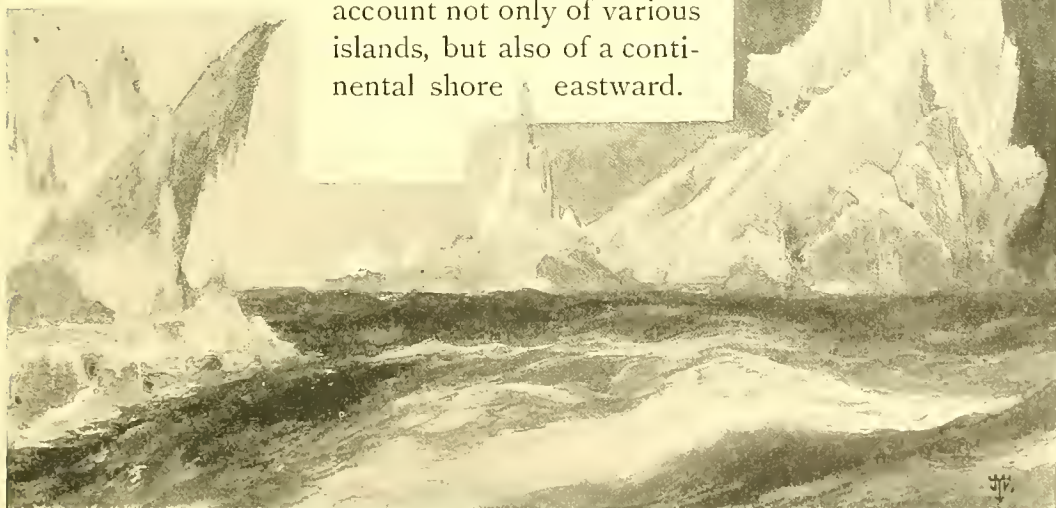 account not only of various
islands, but also of a conti-
nental shore eastward.